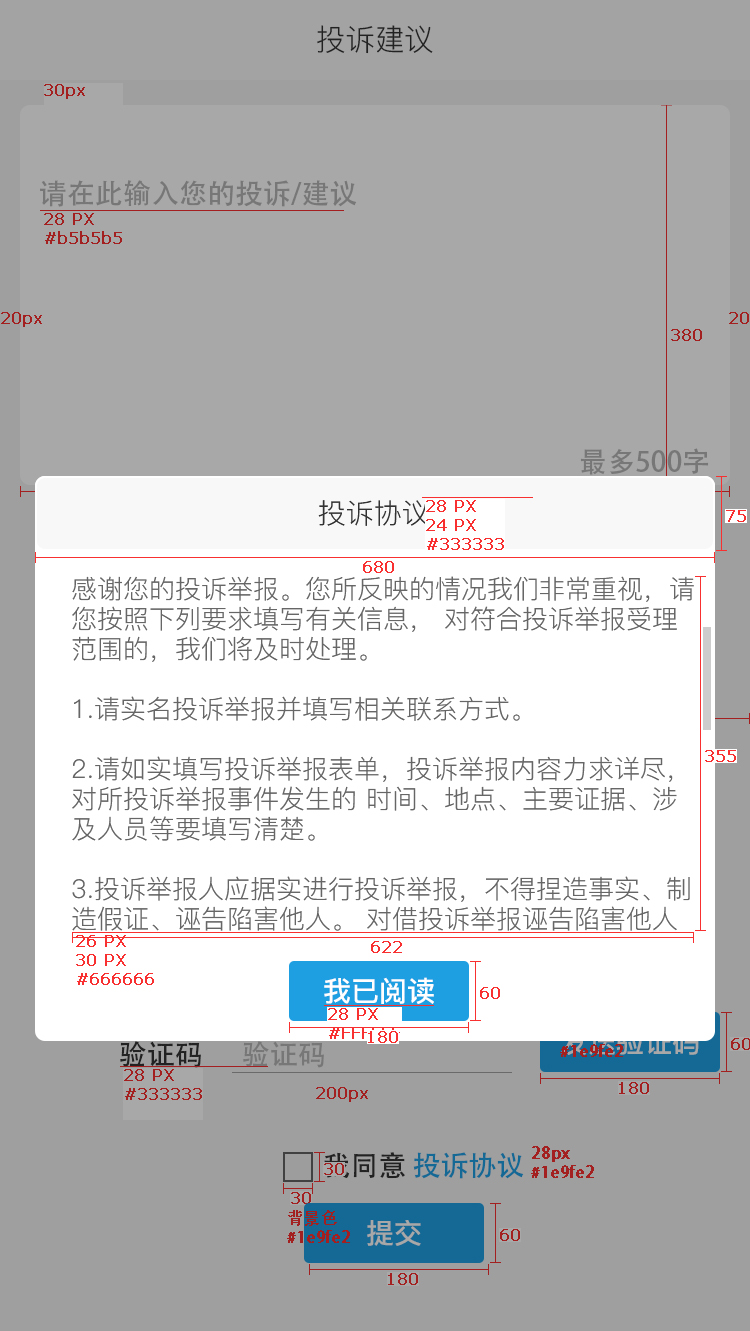 投诉建议
30px
请在此输入您的投诉/建议
28 PX
#b5b5b5
20px
20
380
最多500字
投诉协议
28 PX
24 PX
#333333
75
680
感谢您的投诉举报。您所反映的情况我们非常重视，请
您按照下列要求填写有关信息， 对符合投诉举报受理
范围的，我们将及时处理。
1.请实名投诉举报并填写相关联系方式。
355
2.请如实填写投诉举报表单，投诉举报内容力求详尽，
对所投诉举报事件发生的 时间、地点、主要证据、涉
及人员等要填写清楚。
3.投诉举报人应据实进行投诉举报，不得捏造事实、制
造假证、诬告陷害他人。 对借投诉举报诬告陷害他人
26 PX
30 PX
#666666
622
我已阅读
60
28 PX
180
验证码
验证码
验证码
#1e9fe2
60
28 PX
#333333
200px
180
我同意 投诉协议
30
30
28px
#1e9fe2
背景色
#1e9fe2
提交
60
180